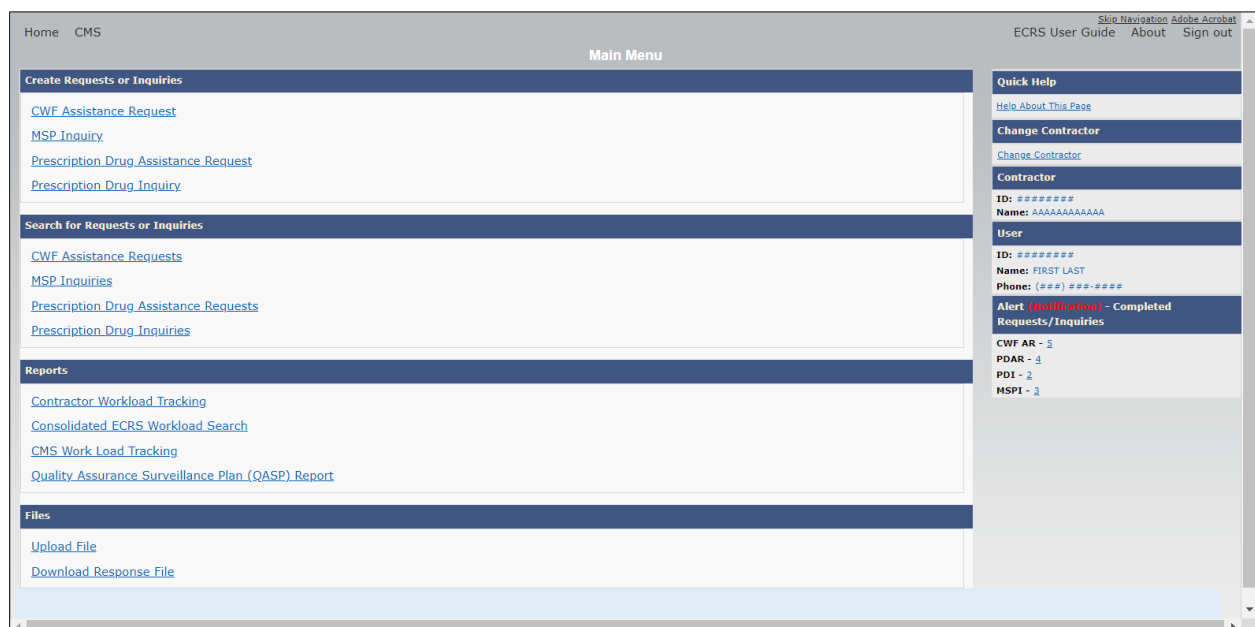 Skip Navigation Adobe Acrobat
Home CMS ECRS User Guide About Sign out
Main Menu
Create Requests or Inquiries
CWF Assistance Request
MSP Inquiry
Prescription Drug Assistance Request
Prescription Drug Inquiry
Search for Requests or Inquiries
CWF Assistance Requests
MSP Inquiries
Prescription Drug Assistance Requests
Prescription Drug Inquiries
Reports
Contractor Workload Tracking
Consolidated ECRS Workload Search
CMS Work Load Tracking
Quality Assurance Surveillance Plan (QASP) Report
Files
Upload File
Download Response File
Quick Help
Help About This Page
Change Contractor
Change Contractor
Contractor
ID: ########
Name: AAAAAAAAAAAA
User
ID: ########
Name: FIRST LAST
Phone: (###) ###-####
Alert (Notification) - Completed
Requests/Inquiries
CWF AR - 5
PDAR - 4
PDI - 2
MSPI - 3